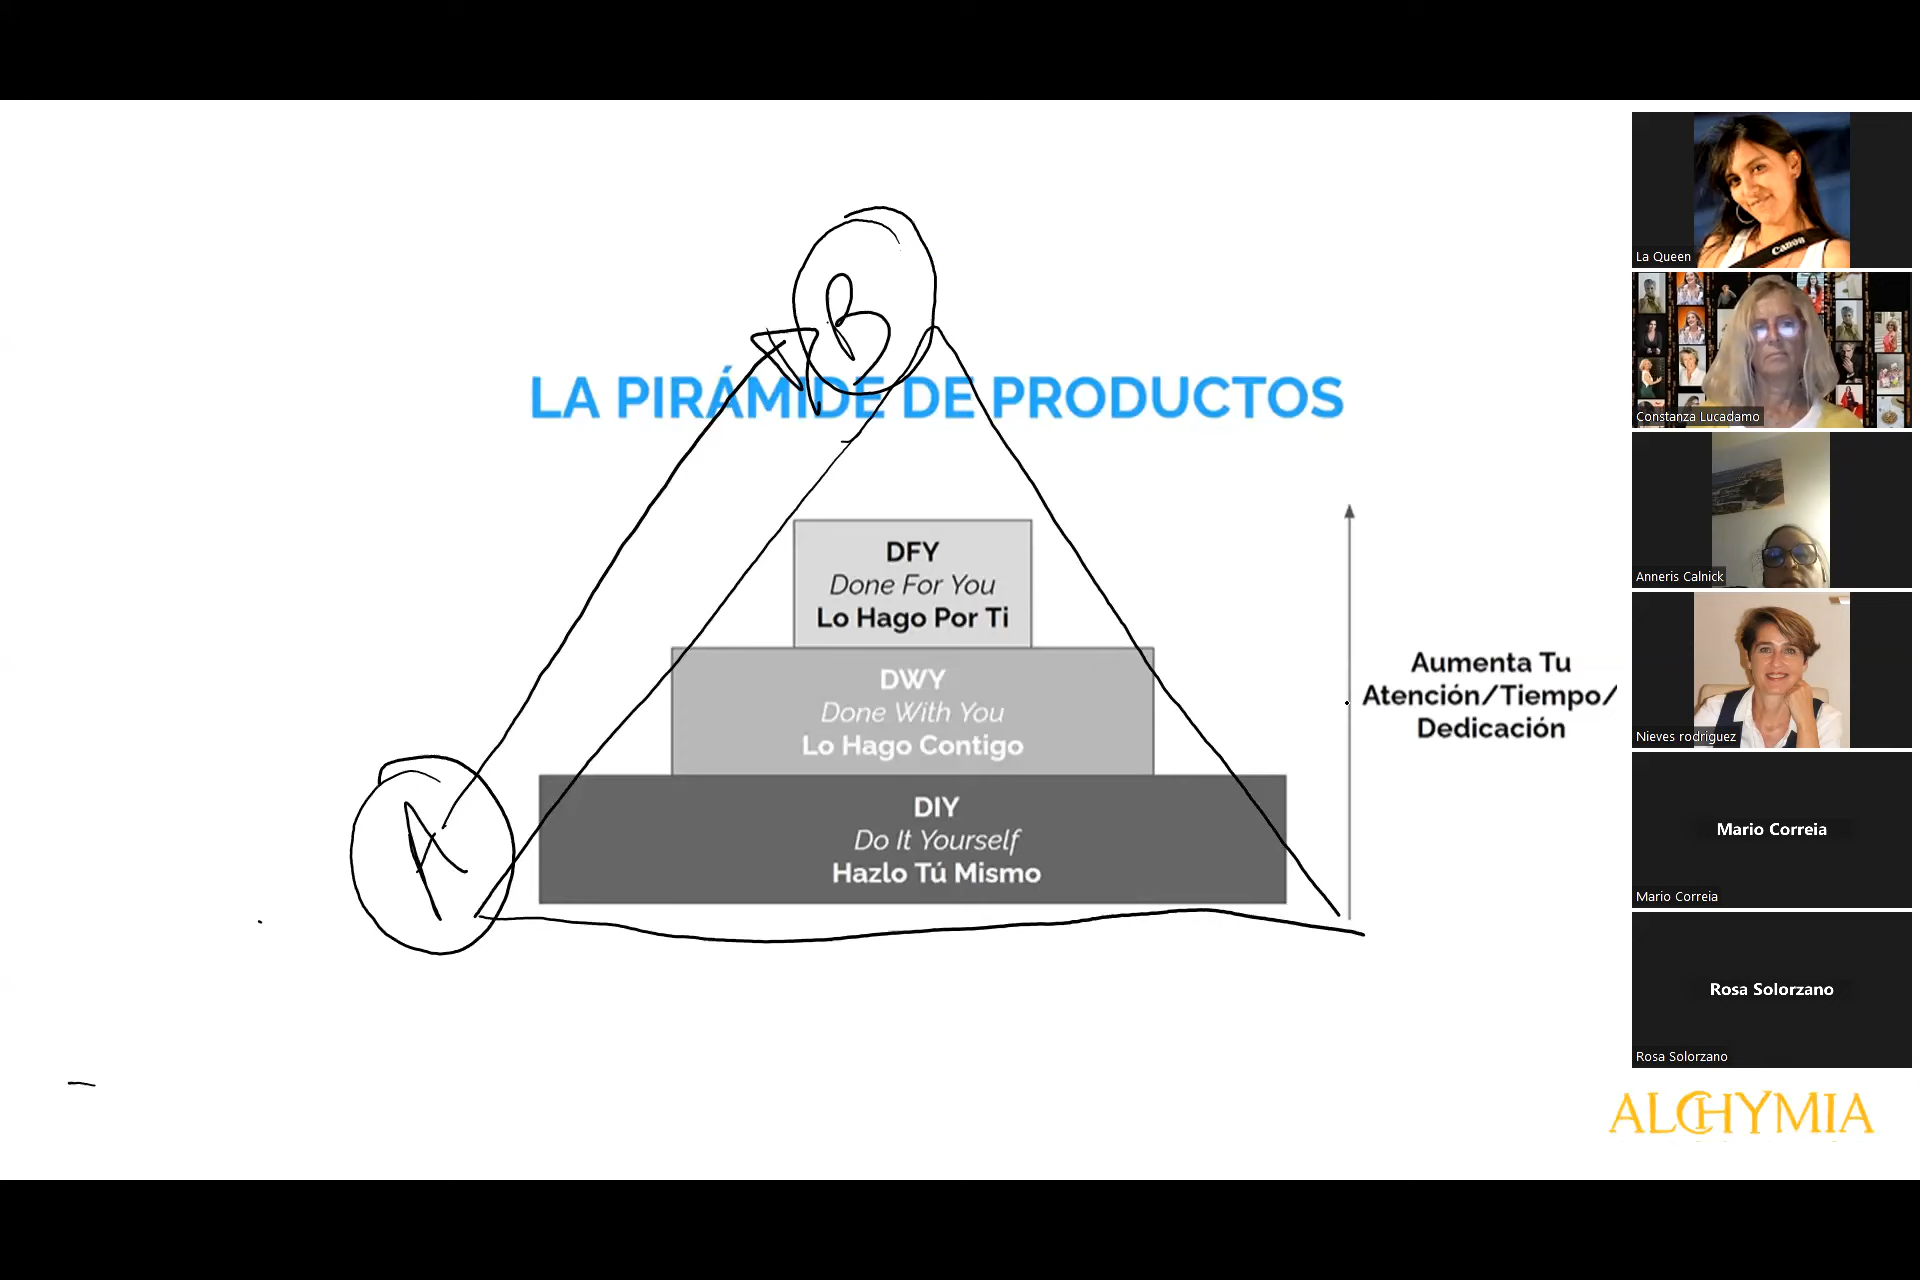 B
LA PIRÁMIDE DE PRODUCTOS
DFY
Done For You
Lo Hago Por Ti
DWY
Done With You
Lo Hago Contigo
DIY
Do It Yourself
Hazlo Tú Mismo
A
Aumenta Tu
Atención/Tiempo/
Dedicación
Canon
La Queen
Constanza Lucadamo
Anneris Calnick
Nieves rodriguez
Mario Correia
Mario Correia
Rosa Solorzano
Rosa Solorzano
ALCHYMIA